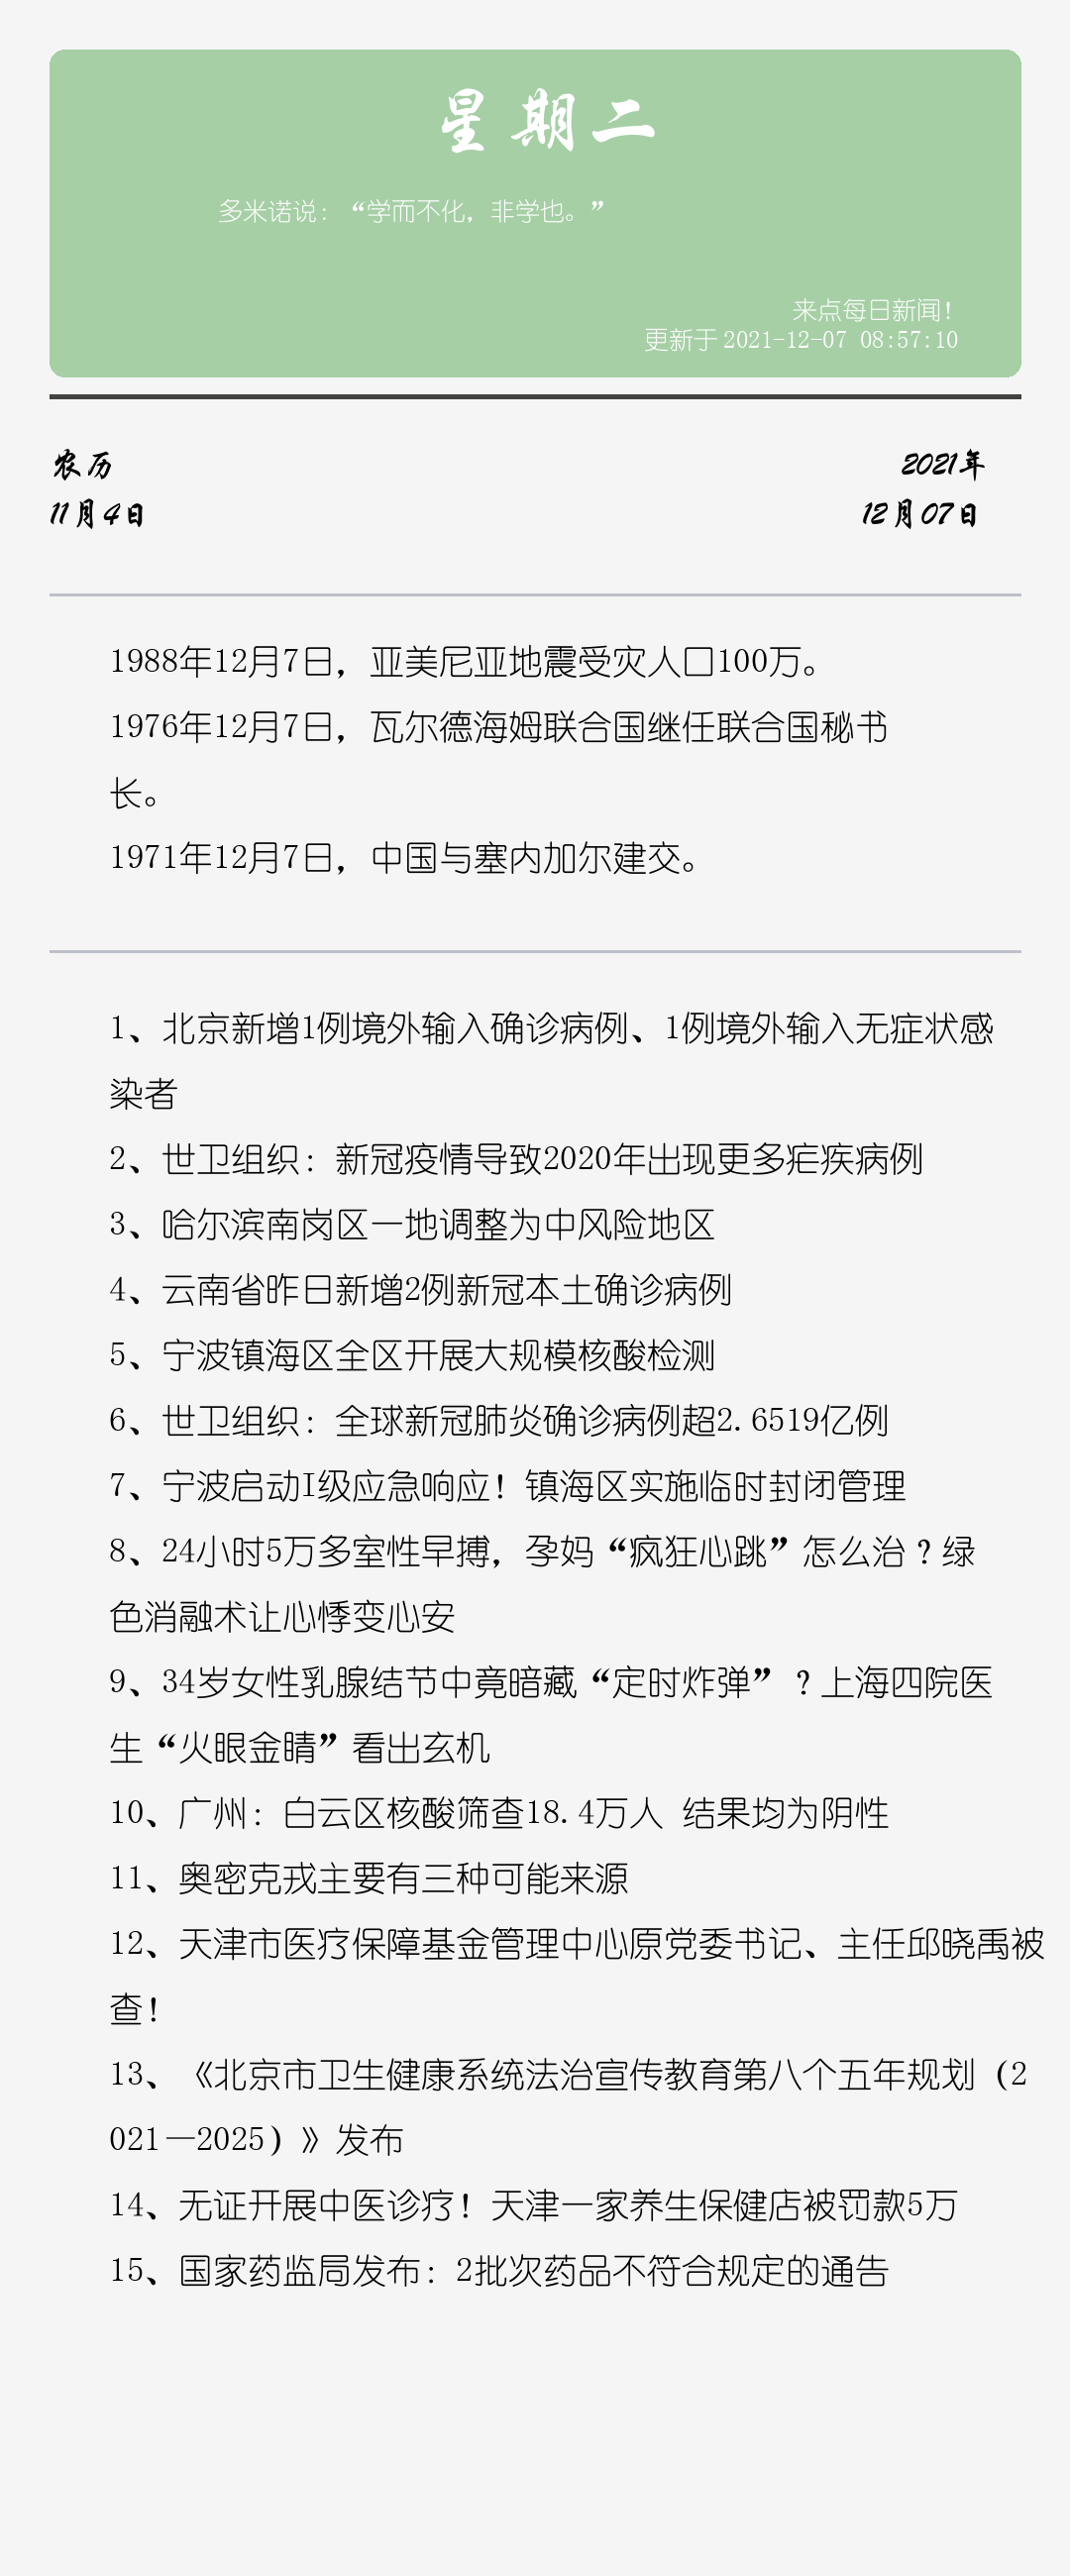 星期二
多米诺说：“学而不化，非学也。”
来点每日新闻！
更新于 2021-12-07 08:57:10
农历
2021年
11月4日
12月07日
1988年12月7日，亚美尼亚地震受灾人口100万。
1976年12月7日，瓦尔德海姆联合国继任联合国秘书
长。
1971年12月7日，中国与塞内加尔建交。
1、北京新增1例境外输入确诊病例、1例境外输入无症状感
染者
2、世卫组织：新冠疫情导致2020年出现更多疟疾病例
3、哈尔滨南岗区一地调整为中风险地区
4、云南省昨日新增2例新冠本土确诊病例
5、宁波镇海区全区开展大规模核酸检测
6、世卫组织：全球新冠肺炎确诊病例超2.6519亿例
7、宁波启动I级应急响应！镇海区实施临时封闭管理
8、24小时5万多室性早搏，孕妈“疯狂心跳”怎么治？绿
色消融术让心悸变心安
9、34岁女性乳腺结节中竟暗藏“定时炸弹”？上海四院医
生“火眼金睛”看出玄机
10、广州：白云区核酸筛查18.4万人 结果均为阴性
11、奥密克戎主要有三种可能来源
12、天津市医疗保障基金管理中心原党委书记、主任邱晓禹被
查！
13、《北京市卫生健康系统法治宣传教育第八个五年规划（2
021—2025）》发布
14、无证开展中医诊疗！天津一家养生保健店被罚款5万
15、国家药监局发布：2批次药品不符合规定的通告